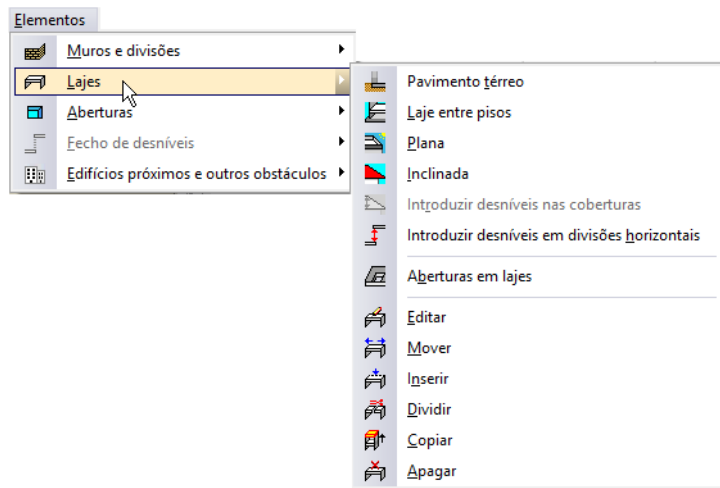 Elementos
Muros e divisões
Lajes
Aberturas
Fecho de desníveis
Edifícios próximos e outros obstáculos
Pavimento térreo
Laje entre pisos
Plana
Inclinada
Introduzir desníveis nas coberturas
Introduzir desníveis em divisões horizontais
Aberturas em lajes
Editar
Mover
Inserir
Dividir
Copiar
Apagar